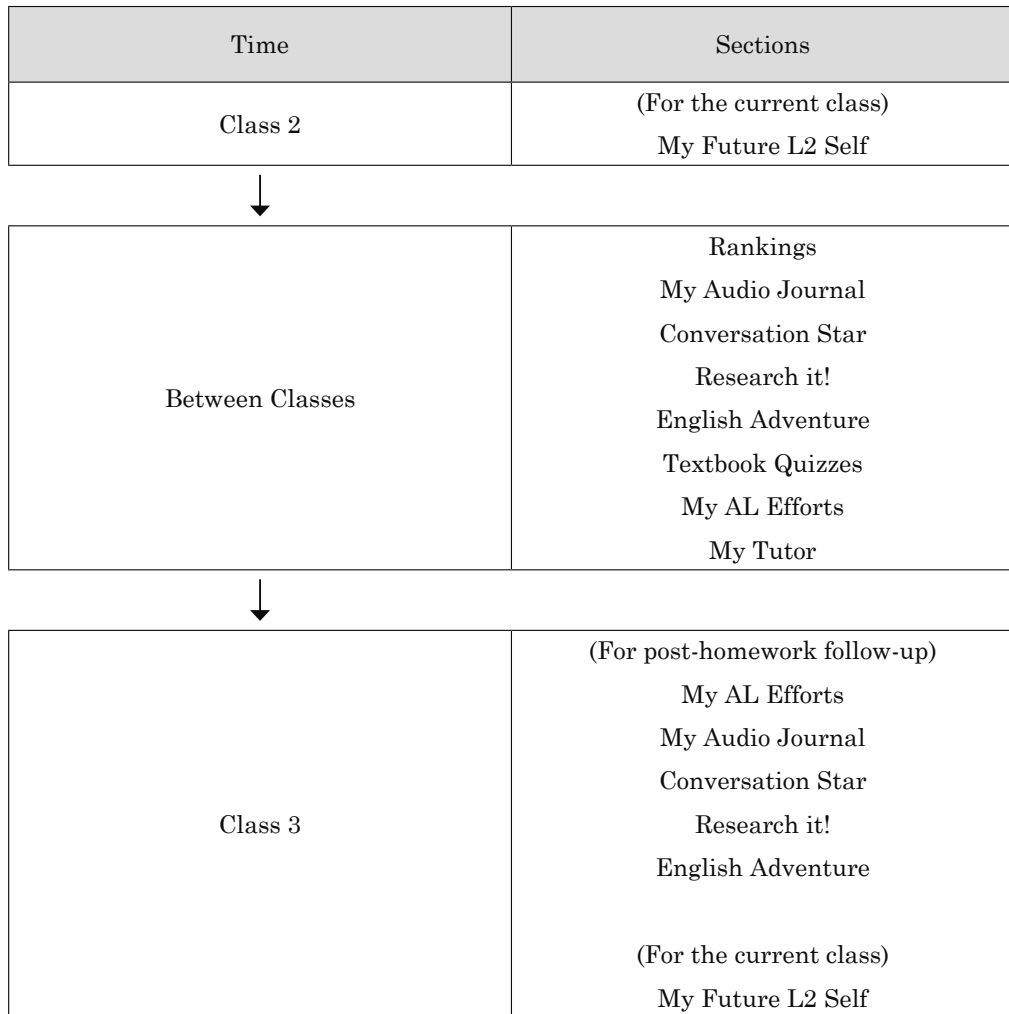 Time
Sections
Class 2
(For the current class)
My Future L2 Self
Between Classes
Rankings
My Audio Journal
Conversation Star
Research it!
English Adventure
Textbook Quizzes
My AL Efforts
My Tutor
Class 3
(For post-homework follow-up)
My AL Efforts
My Audio Journal
Conversation Star
Research it!
English Adventure
(For the current class)
My Future L2 Self